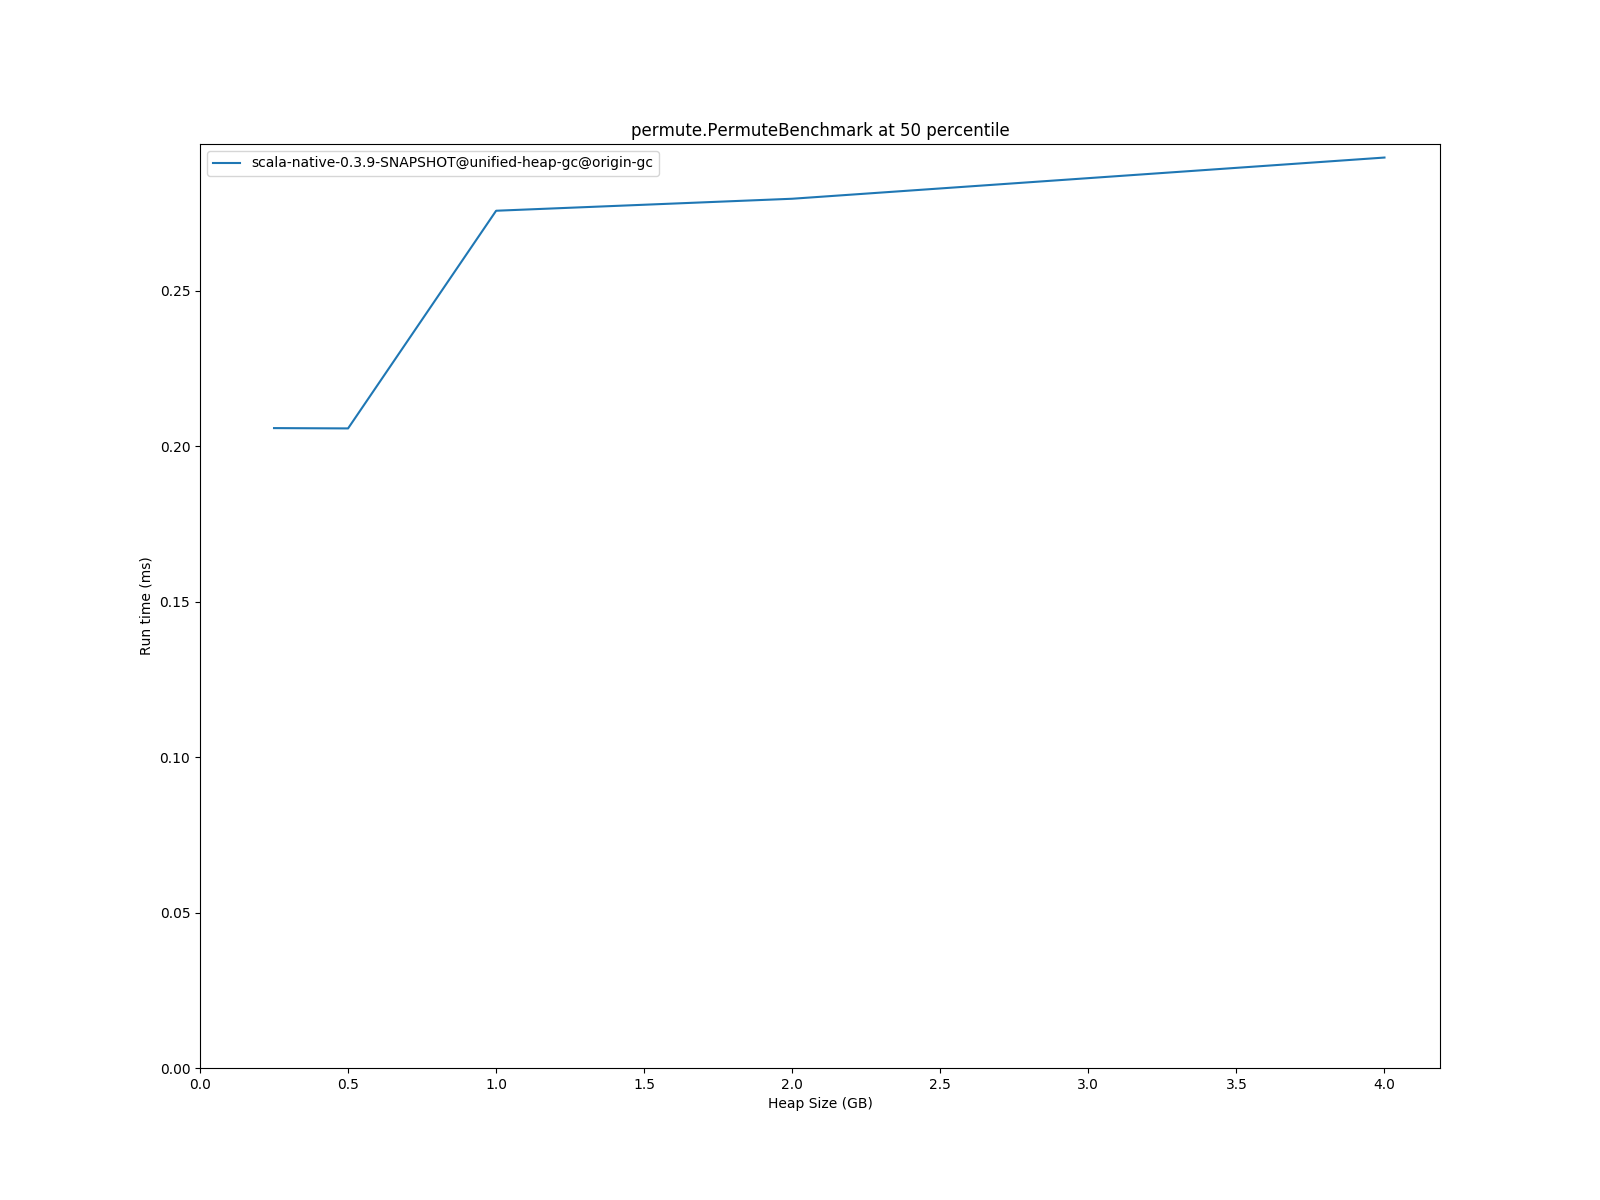 permute.PermuteBenchmark at 50 percentile
scala-native-0.3.9-SNAPSHOT@unified-heap-gc@origin-gc
0.25
0.20
0.15
0.10
0.05
0.00
Run time (ms)
0.0 0.5 1.0 1.5 2.0 2.5 3.0 3.5 4.0
Heap Size (GB)